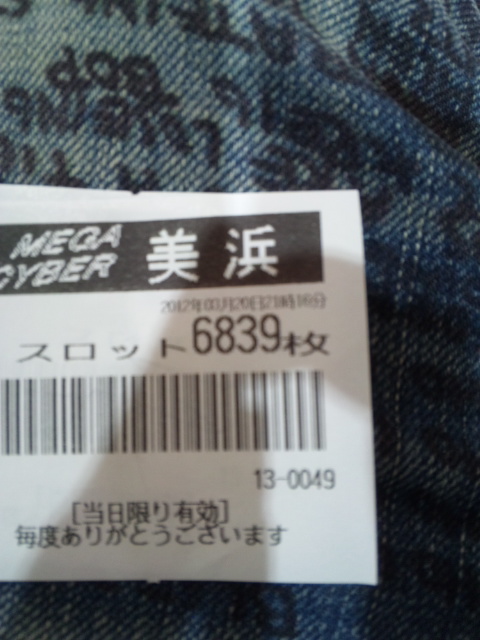 dog
MEGA
CYBER 美浜
スロット6839枚
13-0049
[当日限り有効]
毎度ありがとうございます